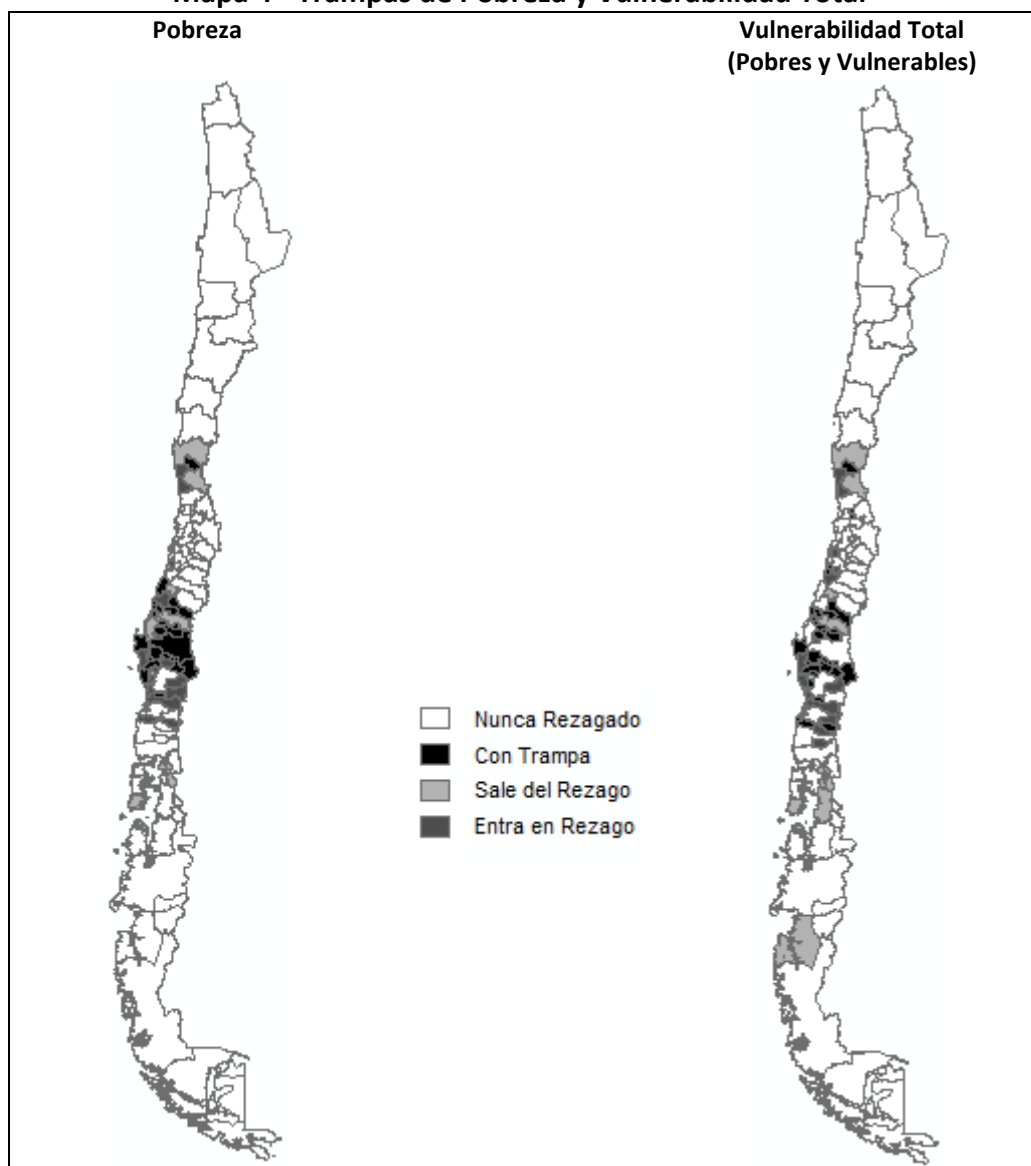 Pobreza
Vulnerabilidad Total
(Pobres y Vulnerables)
Nunca Rezagado
Con Trampa
Sale del Rezago
Entra en Rezago